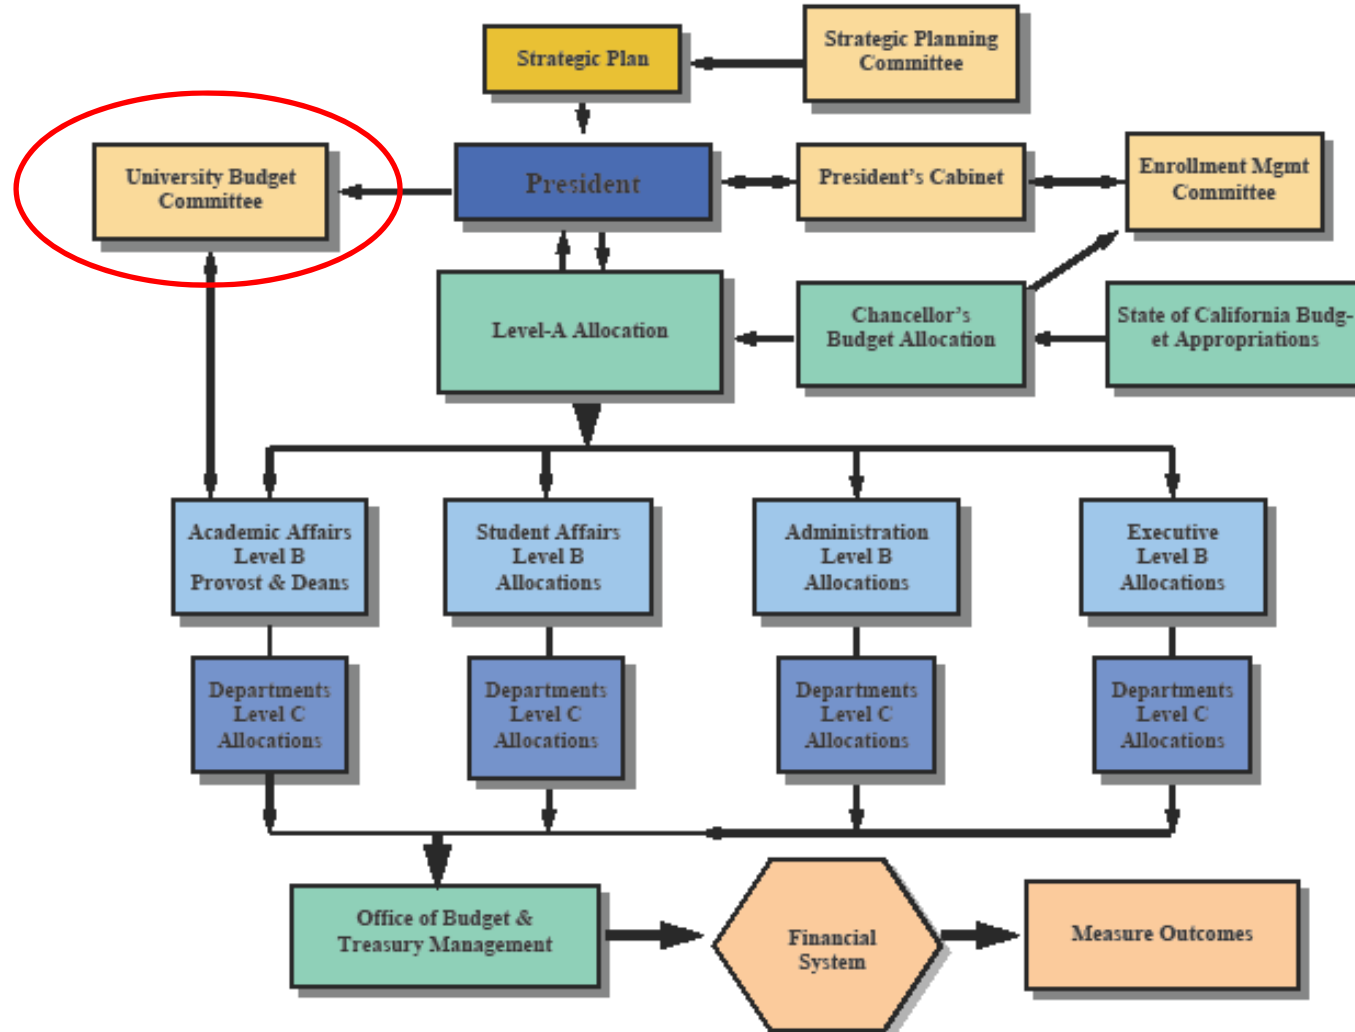 Strategic Plan
Strategic Planning
Committee
University Budget
Committee
President
President's Cabinet
Enrollment Mgmt
Committee
Level-A Allocation
Chancellor's
Budget Allocation
State of California Budg-
et Appropriations
Academic Affairs
Level B
Provost & Deans
Student Affairs
Level B
Allocations
Administration
Level B
Allocations
Executive
Level B
Allocations
Departments
Level C
Allocations
Departments
Level C
Allocations
Departments
Level C
Allocations
Departments
Level C
Allocations
Office of Budget &
Treasury Management
Financial
System
Measure Outcomes